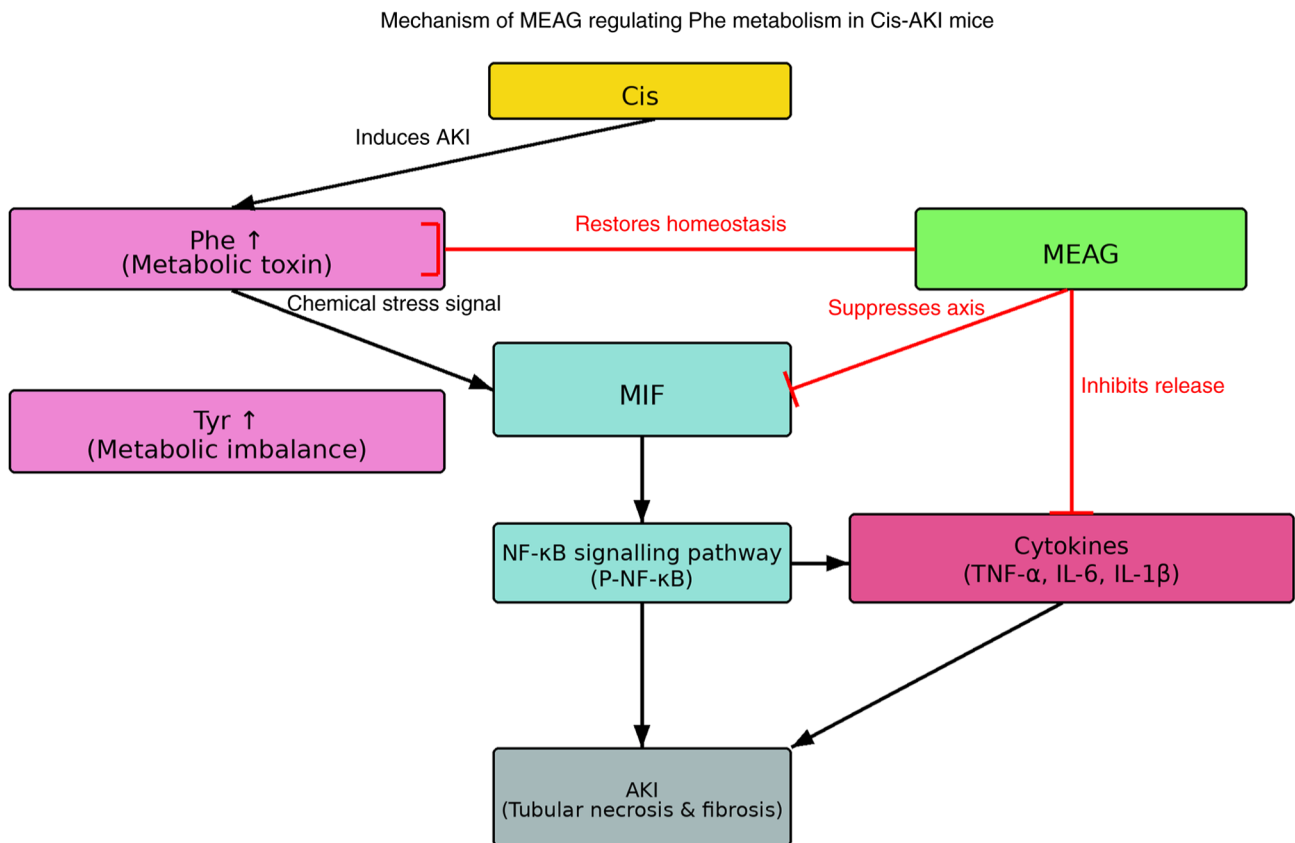 Mechanism of MEAG regulating Phe metabolism in Cis-AKI mice
Cis
Induces AKI
Phe ↑
(Metabolic toxin)
Restores homeostasis
MEAG
Chemical stress signal
Suppresses axis
MIF
Inhibits release
Tyr ↑
(Metabolic imbalance)
NF-κB signalling pathway
(P-NF-κB)
Cytokines
(TNF-α, IL-6, IL-1β)
AKI
(Tubular necrosis & fibrosis)